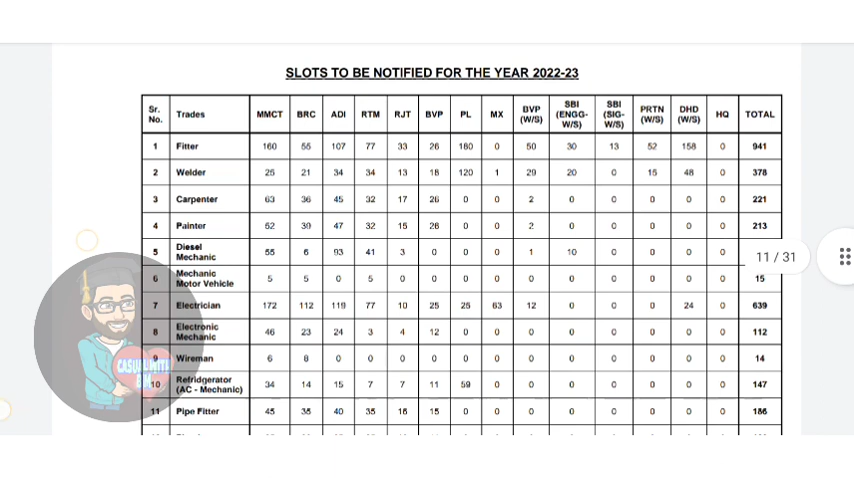 SLOTS TO BE NOTIFIED FOR THE YEAR 2022-23
Sr. No. Trades MMCT BRC ADI RTM RJT BVP PL MX BVP (W/S) SBI (ENGG-W/S) SBI (SIG-W/S) PRTN (W/S) DHD (W/S) HQ TOTAL
1 Fitter 160 55 107 77 33 26 180 0 50 30 13 52 158 0 941
2 Welder 25 21 34 34 13 18 120 1 29 20 0 15 48 0 378
3 Carpenter 63 36 45 32 17 26 0 0 2 0 0 0 0 0 221
4 Painter 52 39 47 32 15 26 0 0 2 0 0 0 0 0 213
5 Diesel Mechanic 55 6 93 41 3 0 0 0 1 10 0 0 0 0
11 / 31
6 Mechanic Motor Vehicle 5 5 0 5 0 0 0 0 0 0 0 0 0 0 15
7 Electrician 172 112 119 77 10 25 25 63 12 0 0 0 24 0 639
8 Electronic Mechanic 46 23 24 3 4 12 0 0 0 0 0 0 0 0 112
9 Wireman 6 8 0 0 0 0 0 0 0 0 0 0 0 0 14
10 Refridgerator (AC - Mechanic) 34 14 15 7 7 11 59 0 0 0 0 0 0 0 147
11 Pipe Fitter 45 35 40 35 16 15 0 0 0 0 0 0 0 0 186
CASUAL WITH
BM